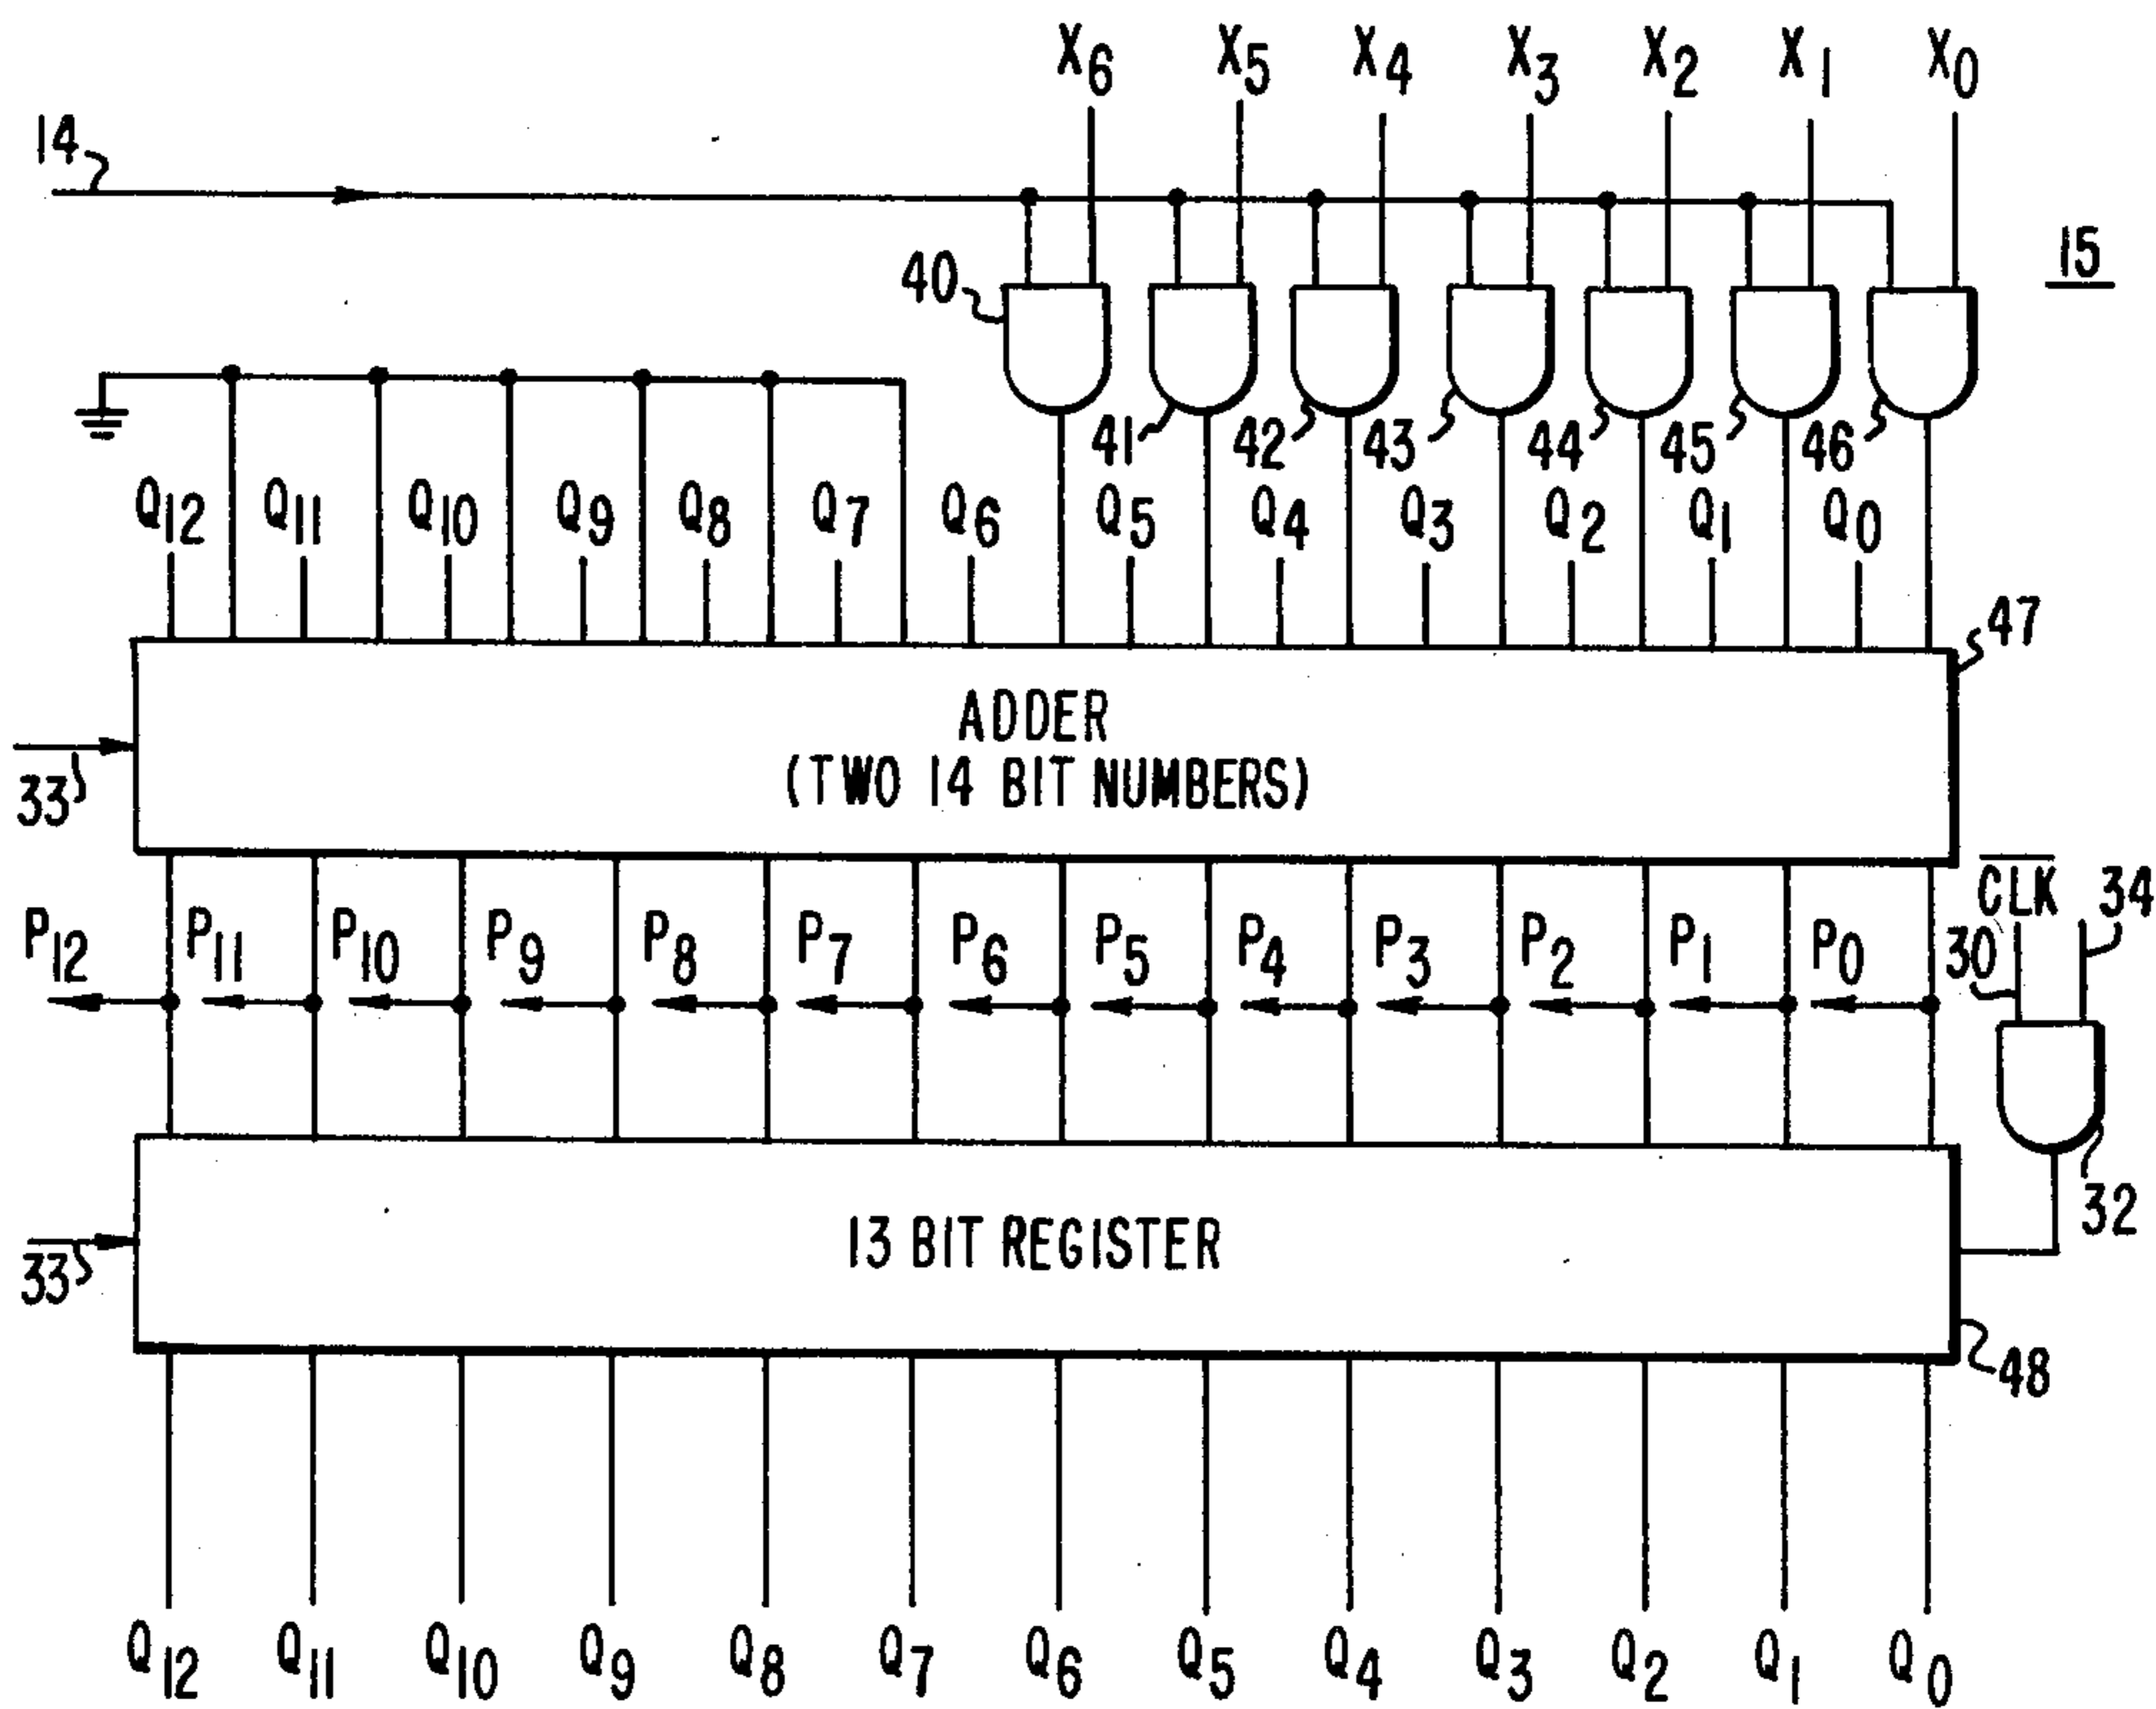 X6 X5 X4 X3 X2 X1 X0
14
15
40
41 42 43 44 45 46
Q12 Q11 Q10 Q9 Q8 Q7 Q6 Q5 Q4 Q3 Q2 Q1 Q0
47
ADDER
(TWO 14 BIT NUMBERS)
33
CLK 34
P12 P11 P10 P9 P8 P7 P6 P5 P4 P3 P2 P1 P0 30
32
13 BIT REGISTER
33
48
Q12 Q11 Q10 Q9 Q8 Q7 Q6 Q5 Q4 Q3 Q2 Q1 Q0